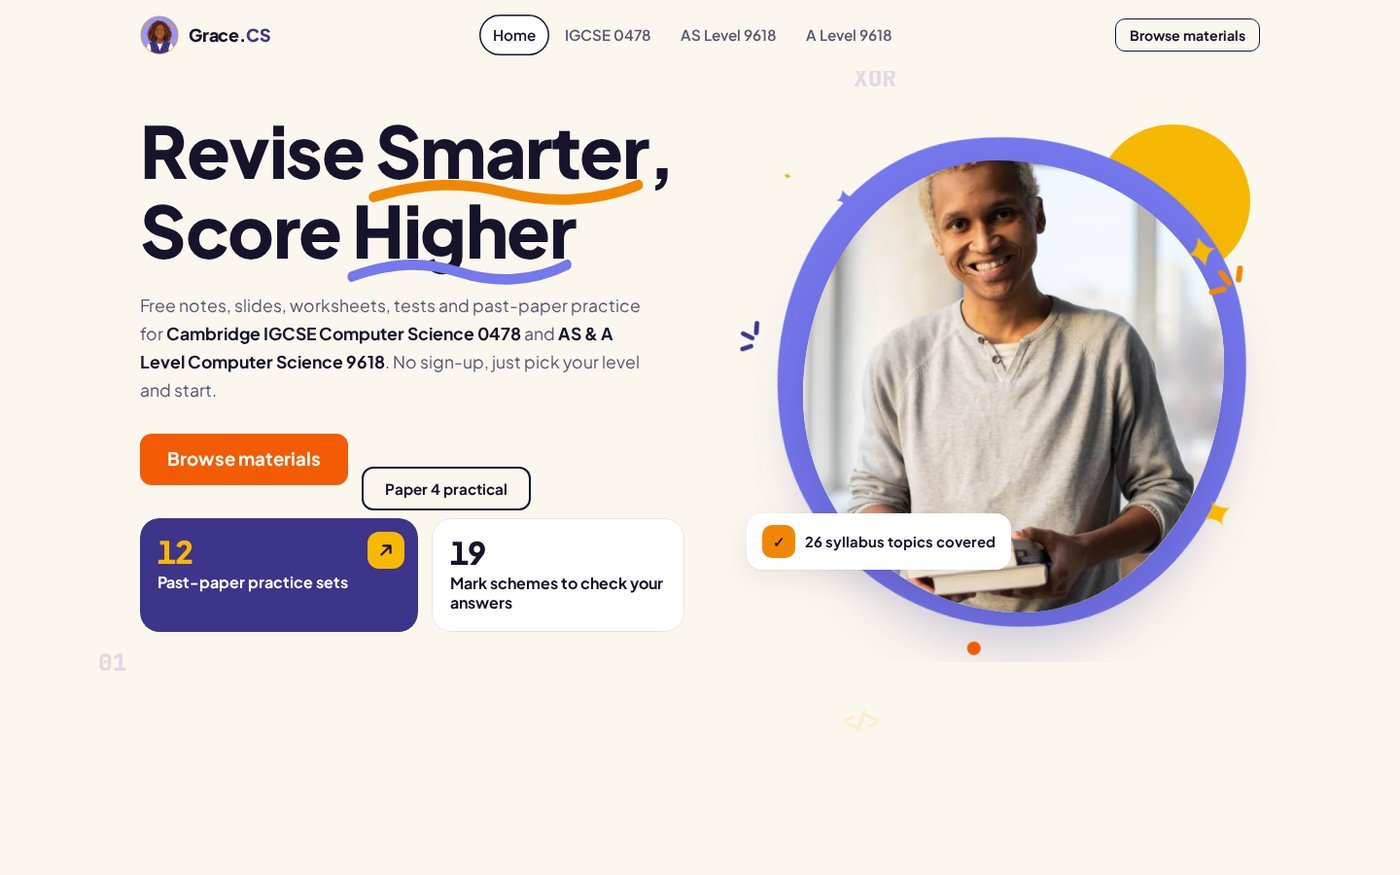 Grace.CS
Home
IGCSE 0478
AS Level 9618
A Level 9618
Browse materials
XOR
Revise Smarter,
Score Higher
Free notes, slides, worksheets, tests and past-paper practice
for Cambridge IGCSE Computer Science 0478 and AS & A
Level Computer Science 9618. No sign-up, just pick your level
and start.
Browse materials
Paper 4 practical
12
Past-paper practice sets
19
Mark schemes to check your
answers
✓ 26 syllabus topics covered
01
</>